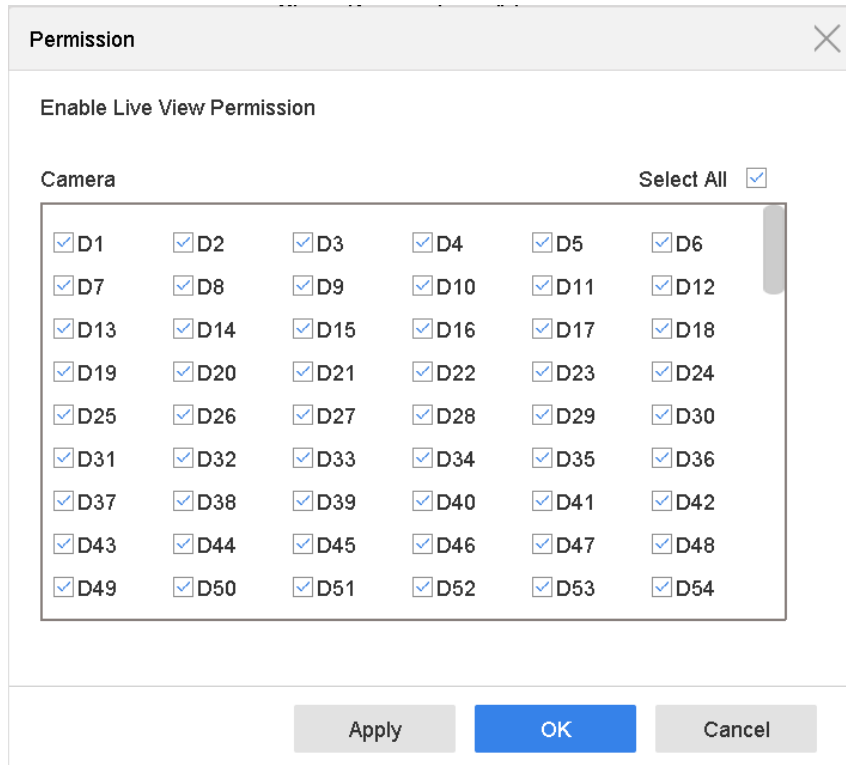 Permission
Enable Live View Permission
Camera Select All
D1 D2 D3 D4 D5 D6
D7 D8 D9 D10 D11 D12
D13 D14 D15 D16 D17 D18
D19 D20 D21 D22 D23 D24
D25 D26 D27 D28 D29 D30
D31 D32 D33 D34 D35 D36
D37 D38 D39 D40 D41 D42
D43 D44 D45 D46 D47 D48
D49 D50 D51 D52 D53 D54
Apply OK Cancel